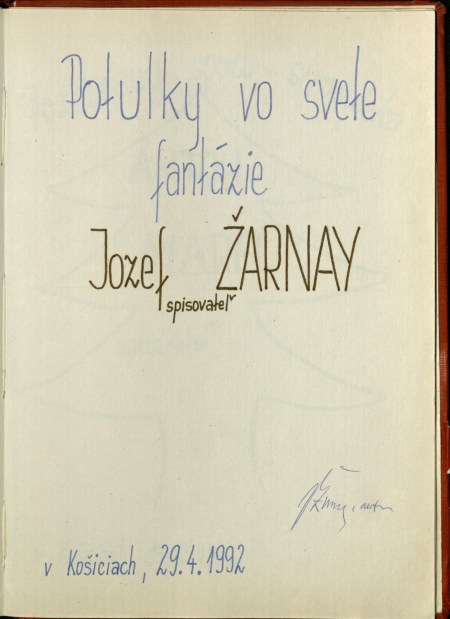 Potulky vo svete
fantázie
Jozef ŽARNAY
spisovateľ
v Košiciach, 29.4.1992